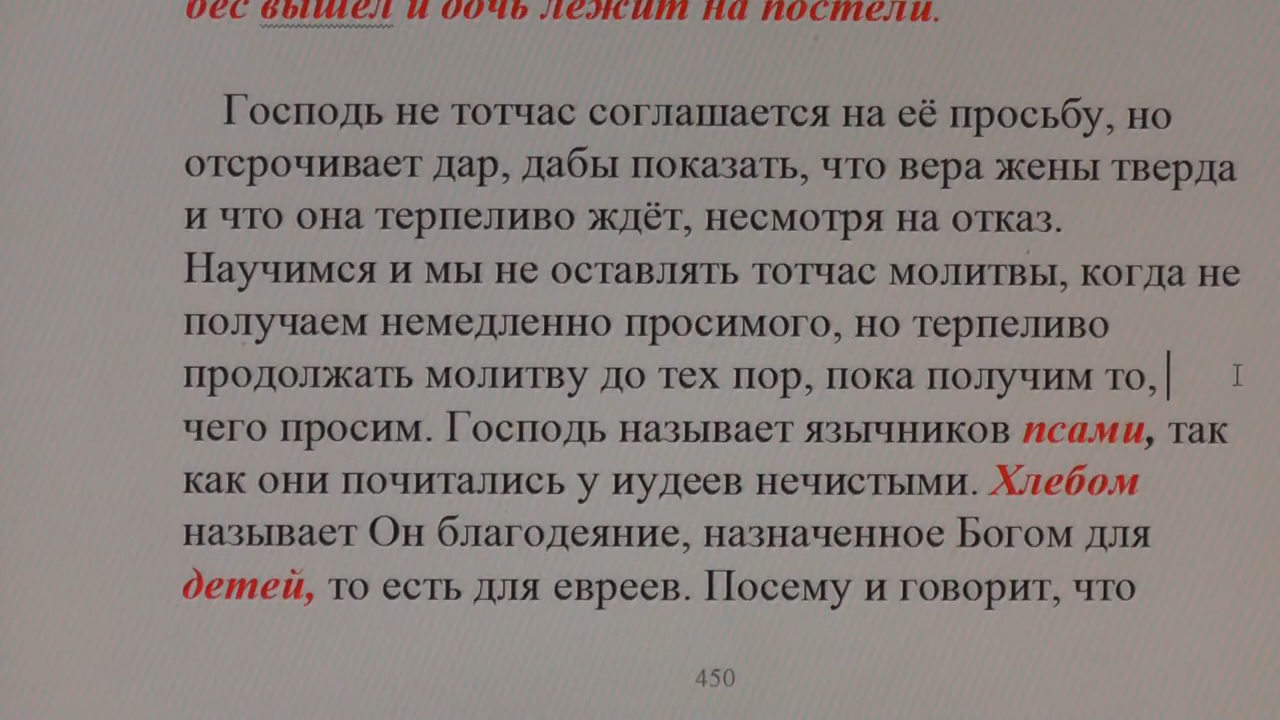 бес вышел и дочь лежит на постели.
Господь не тотчас соглашается на её просьбу, но
отсрочивает дар, дабы показать, что вера жены тверда
и что она терпеливо ждёт, несмотря на отказ.
Научимся и мы не оставлять тотчас молитвы, когда не
получаем немедленно просимого, но терпеливо
продолжать молитву до тех пор, пока получим то,
чего просим. Господь называет язычников псами, так
как они почитались у иудеев нечистыми. Хлебом
называет Он благодеяние, назначенное Богом для
детей, то есть для евреев. Посему и говорит, что
450